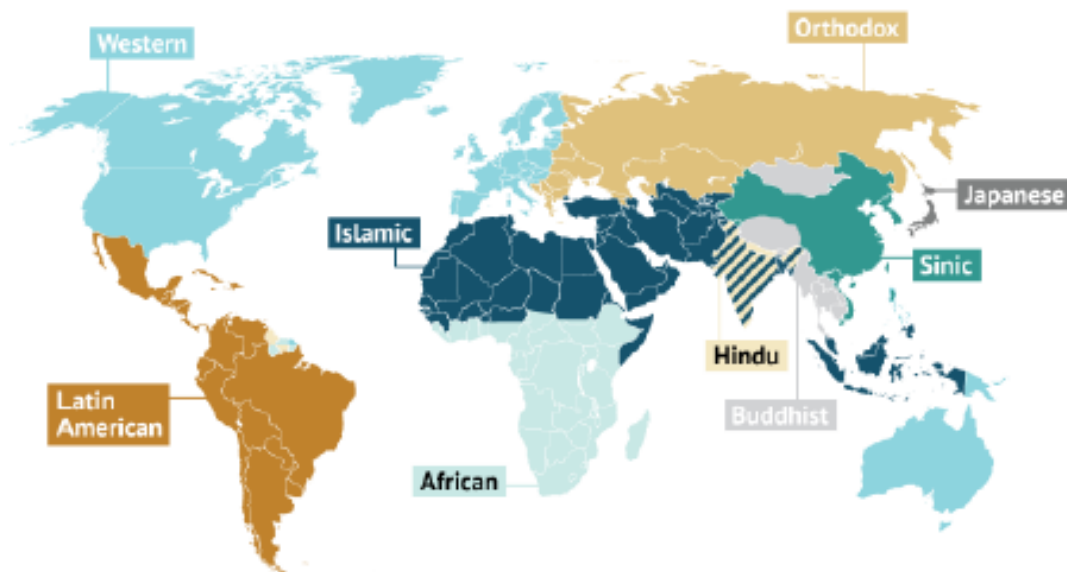 Western
Orthodox
Japanese
Islamic
Sinic
Hindu
Latin
American
Buddhist
African